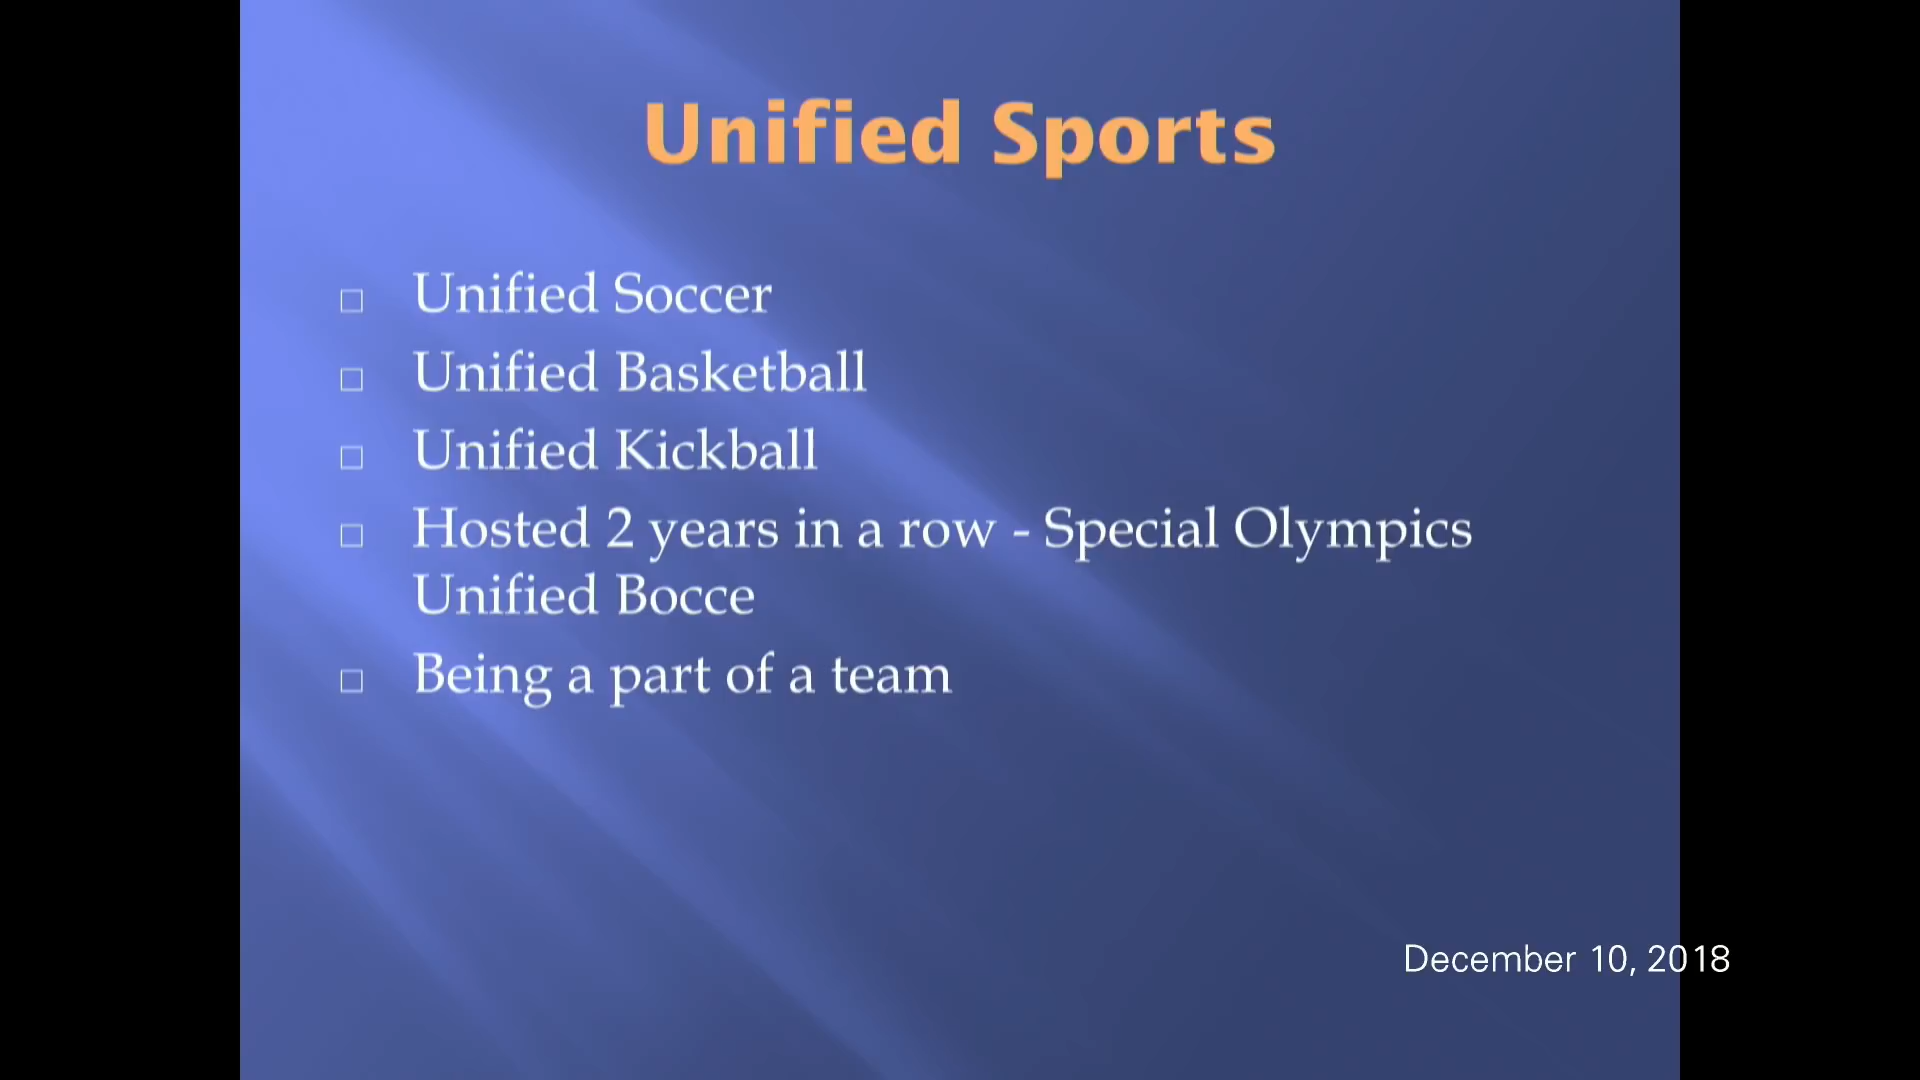 Unified Sports
Unified Soccer
Unified Basketball
Unified Kickball
Hosted 2 years in a row - Special Olympics
Unified Bocce
Being a part of a team
December 10, 2018